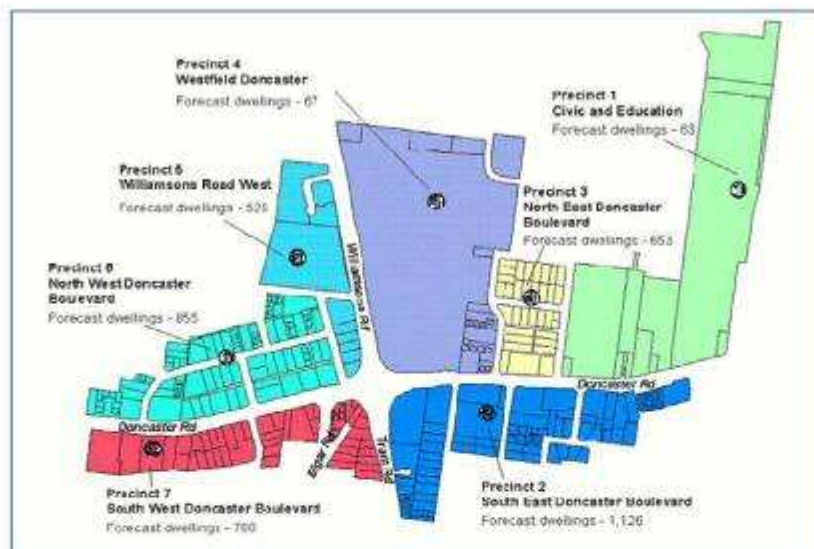 Precinct 4
Westfield Doncaster
Forecast dwellings - 67
Precinct 1
Civic and Education
Forecast dwellings - 63
Precinct 5
Williamsons Road West
Forecast dwellings -
Precinct 3
North East Doncaster
Boulevard
Forecast dwellings - 653
Precinct 6
North West Doncaster
Boulevard
Forecast dwellings - 855
Williamsons Rd
Doncaster Rd
Doncaster Rd
Elgar Rd
Tram Rd
Precinct 7
South West Doncaster Boulevard
Forecast dwellings -
Precinct 2
South East Doncaster Boulevard
Forecast dwellings - 1,126